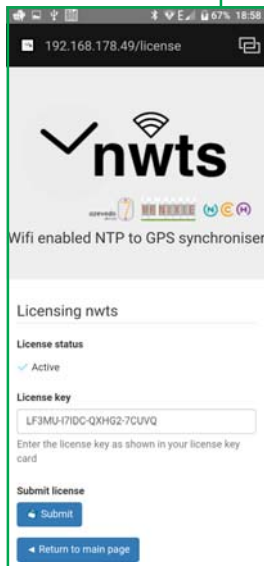 67% 18:58
192.168.178.49/license
nwts
Wifi enabled NTP to GPS synchroniser
Licensing nwts
License status
Active
License key
LF3MU-I7IDC-QXHG2-7CUVQ
Enter the license key as shown in your license key
card
Submit license
Submit
Return to main page